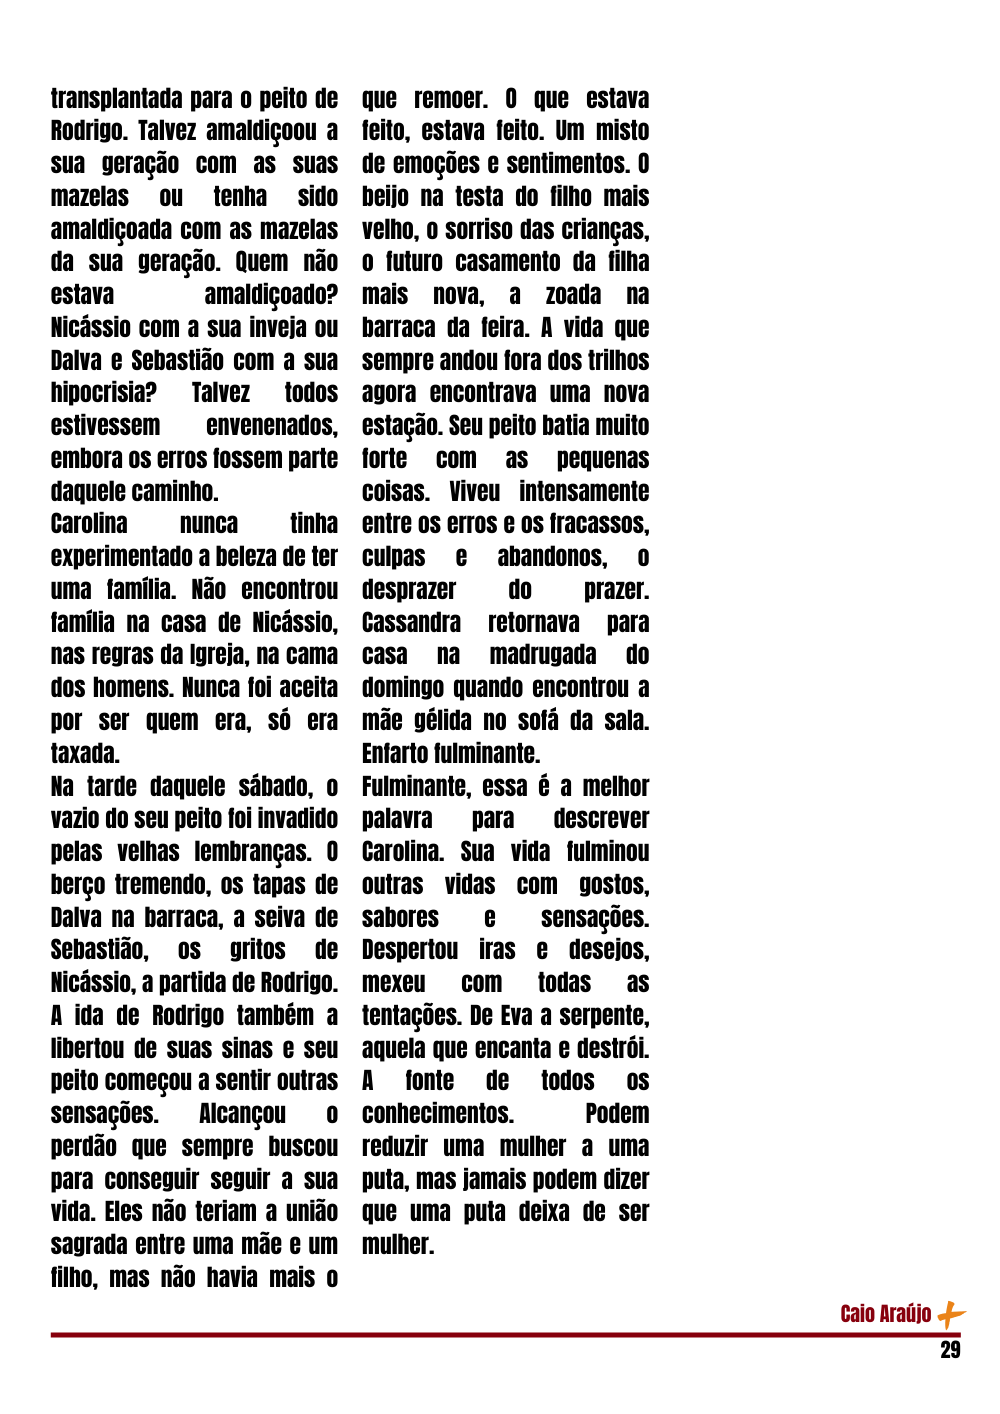 transplantada para o peito de
Rodrigo. Talvez amaldiçoou a
sua geração com as suas
mazelas ou tenha sido
amaldiçoada com as mazelas
da sua geração. Quem não
estava amaldiçoado?
Nicássio com a sua inveja ou
Dalva e Sebastião com a sua
hipocrisia? Talvez todos
estivessem envenenados,
embora os erros fossem parte
daquele caminho.
Carolina nunca tinha
experimentado a beleza de ter
uma família. Não encontrou
família na casa de Nicássio,
nas regras da Igreja, na cama
dos homens. Nunca foi aceita
por ser quem era, só era
taxada.
Na tarde daquele sábado, o
vazio do seu peito foi invadido
pelas velhas lembranças. O
berço tremendo, os tapas de
Dalva na barraca, a seiva de
Sebastião, os gritos de
Nicássio, a partida de Rodrigo.
A ida de Rodrigo também a
libertou de suas sinas e seu
peito começou a sentir outras
sensações. Alcançou o
perdão que sempre buscou
para conseguir seguir a sua
vida. Eles não teriam a união
sagrada entre uma mãe e um
filho, mas não havia mais o
que remoer. O que estava
feito, estava feito. Um misto
de emoções e sentimentos. O
beijo na testa do filho mais
velho, o sorriso das crianças,
o futuro casamento da filha
mais nova, a zoada na
barraca da feira. A vida que
sempre andou fora dos trilhos
agora encontrava uma nova
estação. Seu peito batia muito
forte com as pequenas
coisas. Viveu intensamente
entre os erros e os fracassos,
culpas e abandonos, o
desprazer do prazer.
Cassandra retornava para
casa na madrugada do
domingo quando encontrou a
mãe gélida no sofá da sala.
Enfarto fulminante.
Fulminante, essa é a melhor
palavra para descrever
Carolina. Sua vida fulminou
outras vidas com gostos,
sabores e sensações.
Despertou iras e desejos,
mexeu com todas as
tentações. De Eva a serpente,
aquela que encanta e destrói.
A fonte de todos os
conhecimentos. Podem
reduzir uma mulher a uma
puta, mas jamais podem dizer
que uma puta deixa de ser
mulher.
Caio Araújo
29